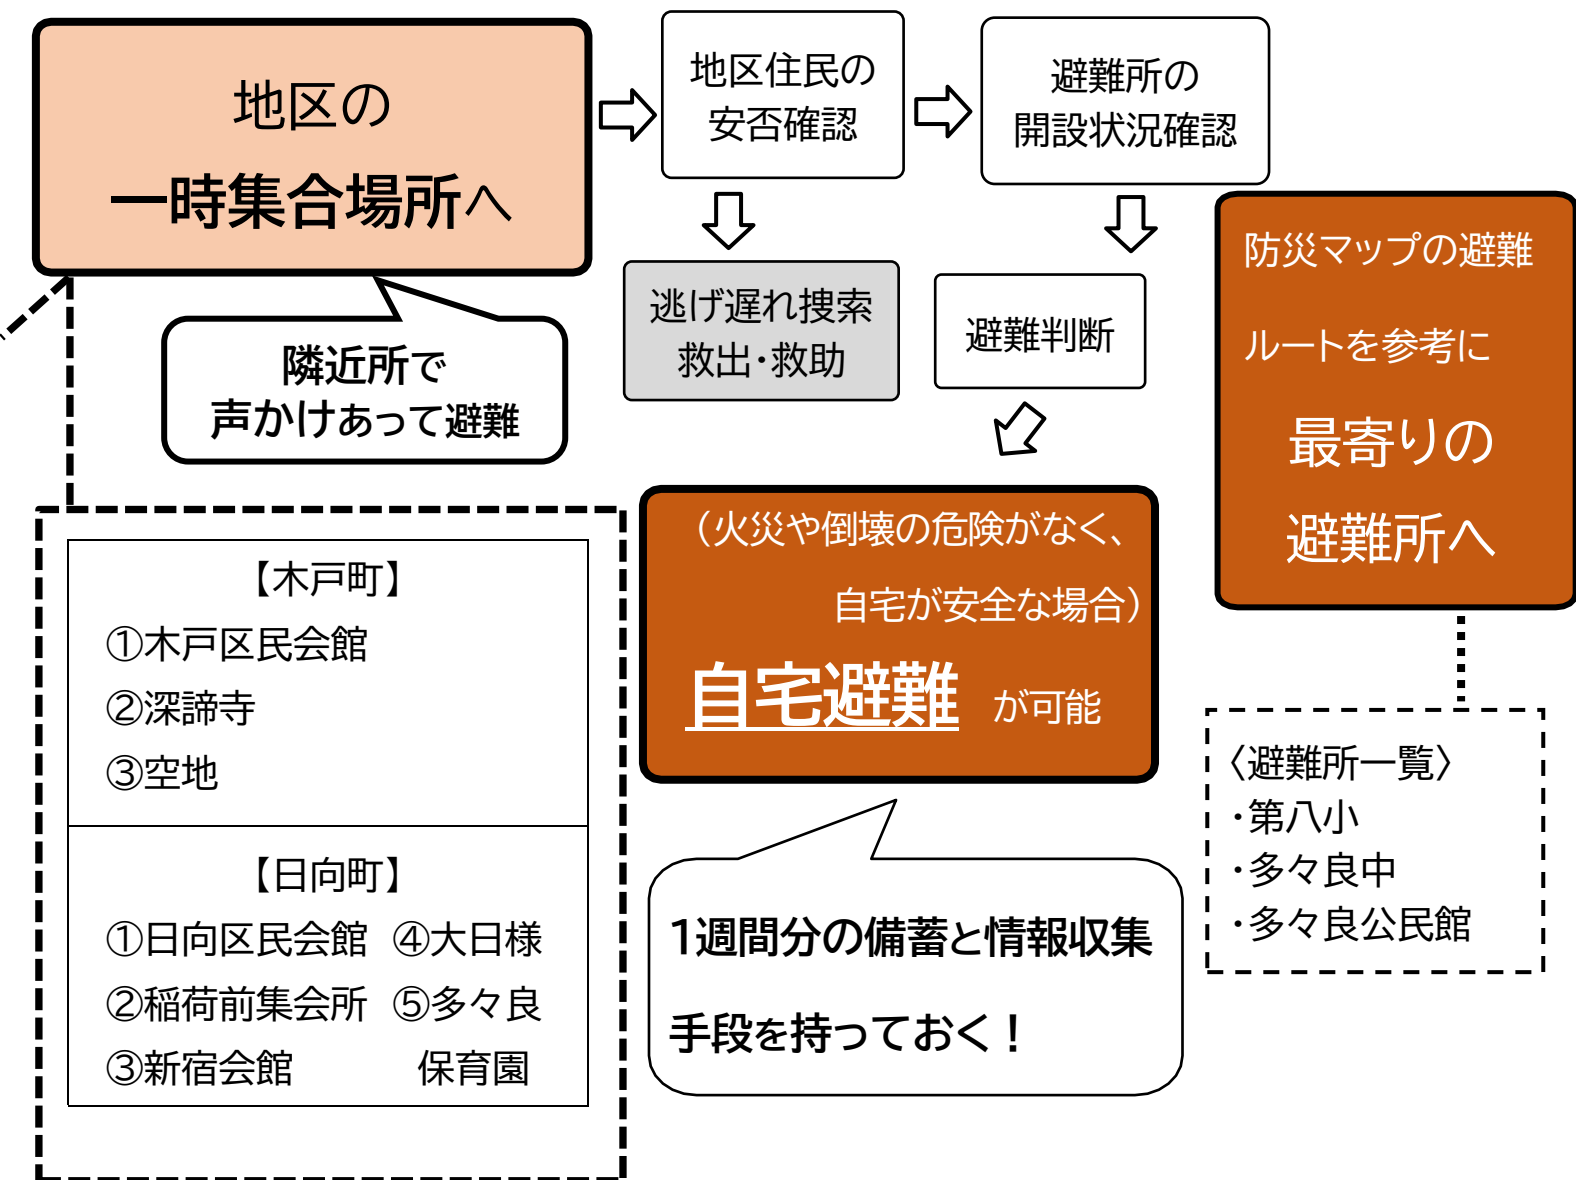 地区の
一時集合場所へ
地区住民の
安否確認
避難所の
開設状況確認
逃げ遅れ捜索
救出・救助
避難判断
防災マップの避難
ルートを参考に
最寄りの
避難所へ
隣近所で
声かけあって避難
（火災や倒壊の危険がなく、
自宅が安全な場合）
自宅避難 が可能
【木戸町】
①木戸区民会館
②深諦寺
③空地
【日向町】
①日向区民会館 ④大日様
②稲荷前集会所 ⑤多々良
③新宿会館 保育園
1週間分の備蓄と情報収集
手段を持っておく！
〈避難所一覧〉
・第八小
・多々良中
・多々良公民館